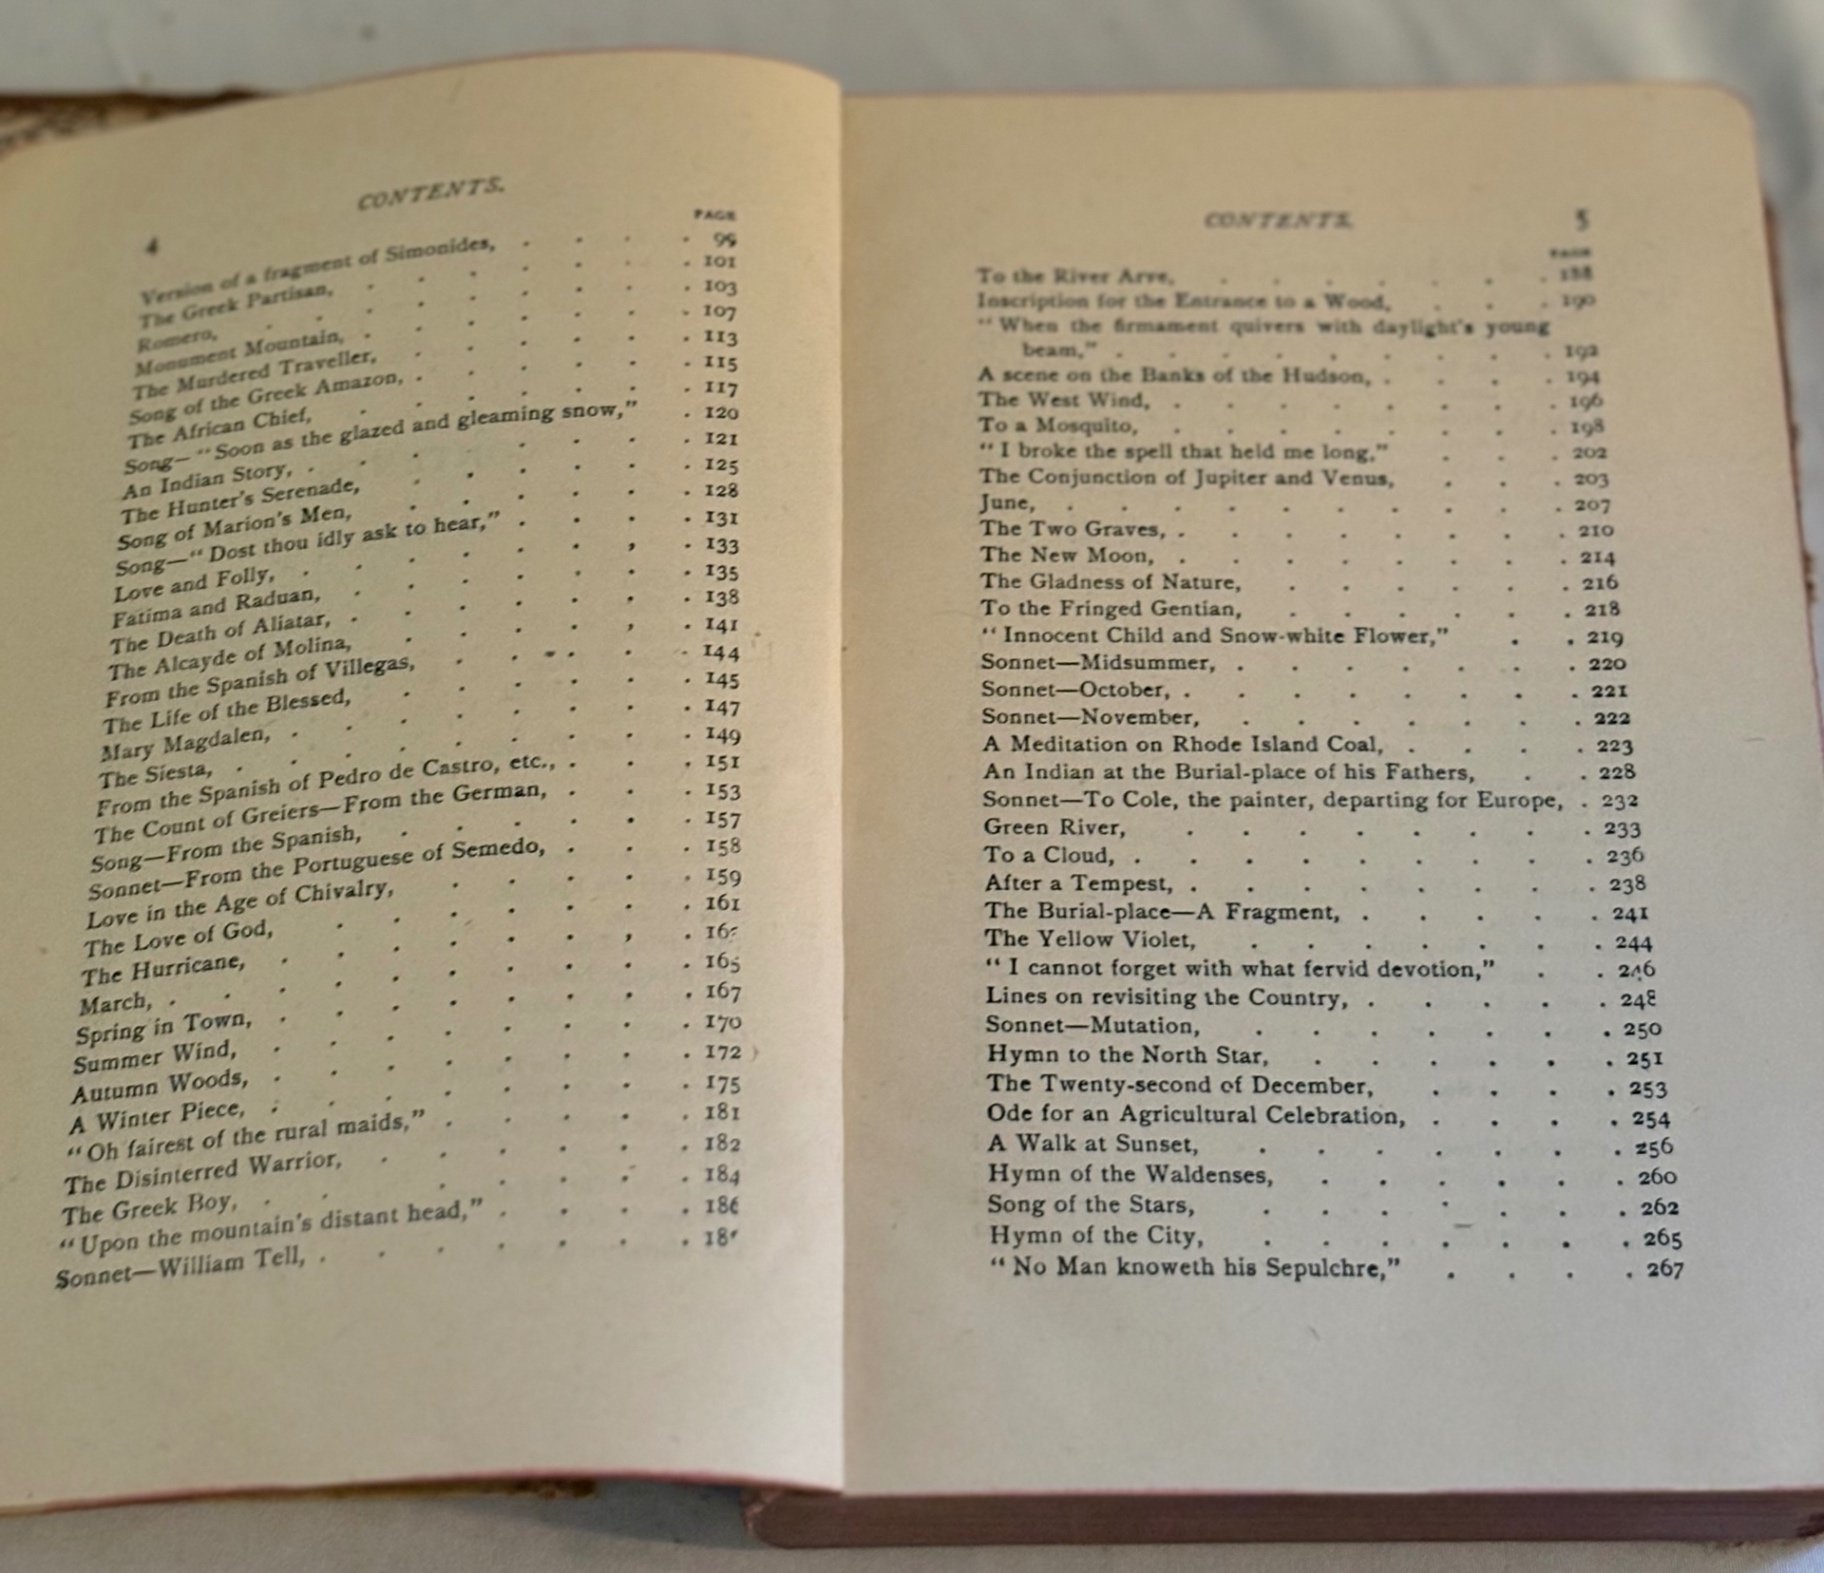 4 CONTENTS.
PAGE
Version of a fragment of Simonides, 99
The Greek Partisan, 101
Romero, 103
Monument Mountain, 107
The Murdered Traveller, 113
Song of the Greek Amazon, 115
The African Chief, 117
Song—“Soon as the glazed and gleaming snow,” 120
An Indian Story, 121
The Hunter's Serenade, 125
Song of Marion's Men, 128
Song—“Dost thou idly ask to hear,” 131
Love and Folly, 133
Fatima and Raduan, 135
The Death of Aliatar, 138
The Alcayde of Molina, 141
From the Spanish of Villegas, 144
The Life of the Blessed, 145
Mary Magdalen, 147
The Siesta, 149
From the Spanish of Pedro de Castro, etc., 151
The Count of Greiers—From the German, 153
Song—From the Spanish, 157
Sonnet—From the Portuguese of Semedo, 158
Love in the Age of Chivalry, 159
The Love of God, 161
The Hurricane,
March, 165
Spring in Town, 167
Summer Wind, 170
Autumn Woods, 172
A Winter Piece, 175
“Oh fairest of the rural maids,” 181
The Disinterred Warrior, 182
The Greek Boy, 184
“Upon the mountain's distant head,” 186
Sonnet—William Tell,
CONTENTS. 5
PAGE
To the River Arve, 188
Inscription for the Entrance to a Wood, 190
“When the firmament quivers with daylight's young
beam,” 192
A scene on the Banks of the Hudson, 194
The West Wind, 196
To a Mosquito, 198
“I broke the spell that held me long,” 202
The Conjunction of Jupiter and Venus, 203
June, 207
The Two Graves, 210
The New Moon, 214
The Gladness of Nature, 216
To the Fringed Gentian, 218
“Innocent Child and Snow-white Flower,” 219
Sonnet—Midsummer, 220
Sonnet—October, 221
Sonnet—November, 222
A Meditation on Rhode Island Coal, 223
An Indian at the Burial-place of his Fathers, 228
Sonnet—To Cole, the painter, departing for Europe, 232
Green River, 233
To a Cloud, 236
After a Tempest, 238
The Burial-place—A Fragment, 241
The Yellow Violet, 244
“I cannot forget with what fervid devotion,” 246
Lines on revisiting the Country, 248
Sonnet—Mutation, 250
Hymn to the North Star, 251
The Twenty-second of December, 253
Ode for an Agricultural Celebration, 254
A Walk at Sunset, 256
Hymn of the Waldenses, 260
Song of the Stars, 262
Hymn of the City, 265
“No Man knoweth his Sepulchre,” 267